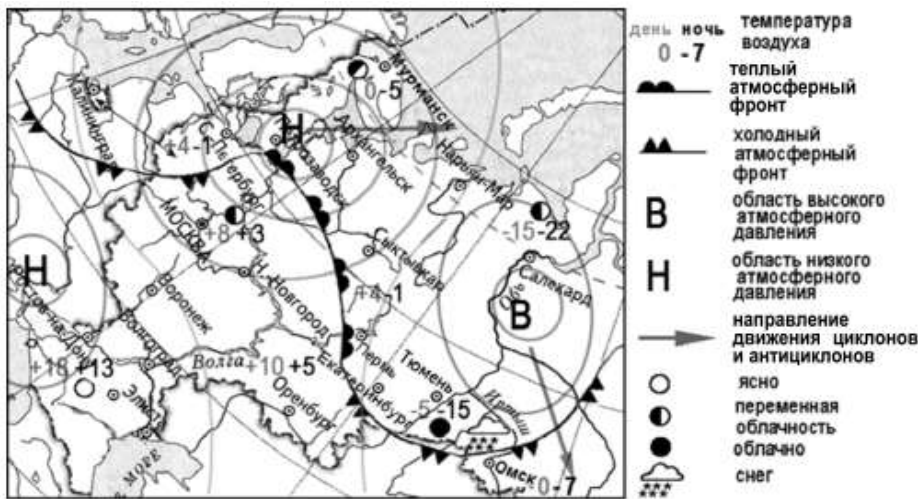 Мурманск
0 -5
Калининград
С.-Петербург
Н
Петрозаводск
Архангельск
Нарьян-Мар
+4 -1
МОСКВА
+8 +3
-15 -22
Сыктывкар
Салехард
Обь
В
Н
Воронеж
Н. Новгород
+4 -1
Ростов-на-Дону
Волгоград
Волга
+10 +5
Пермь
Екатеринбург
Тюмень
Иртыш
+18 +13
Элиста
Оренбург
-5 -15
Омск
-0 -7
МОРЕ
день ночь
0 -7
температура
воздуха
теплый
атмосферный
фронт
холодный
атмосферный
фронт
В
область высокого
атмосферного
давления
Н
область низкого
атмосферного
давления
направление
движения циклонов
и антициклонов
ясно
переменная
облачность
облачно
снег